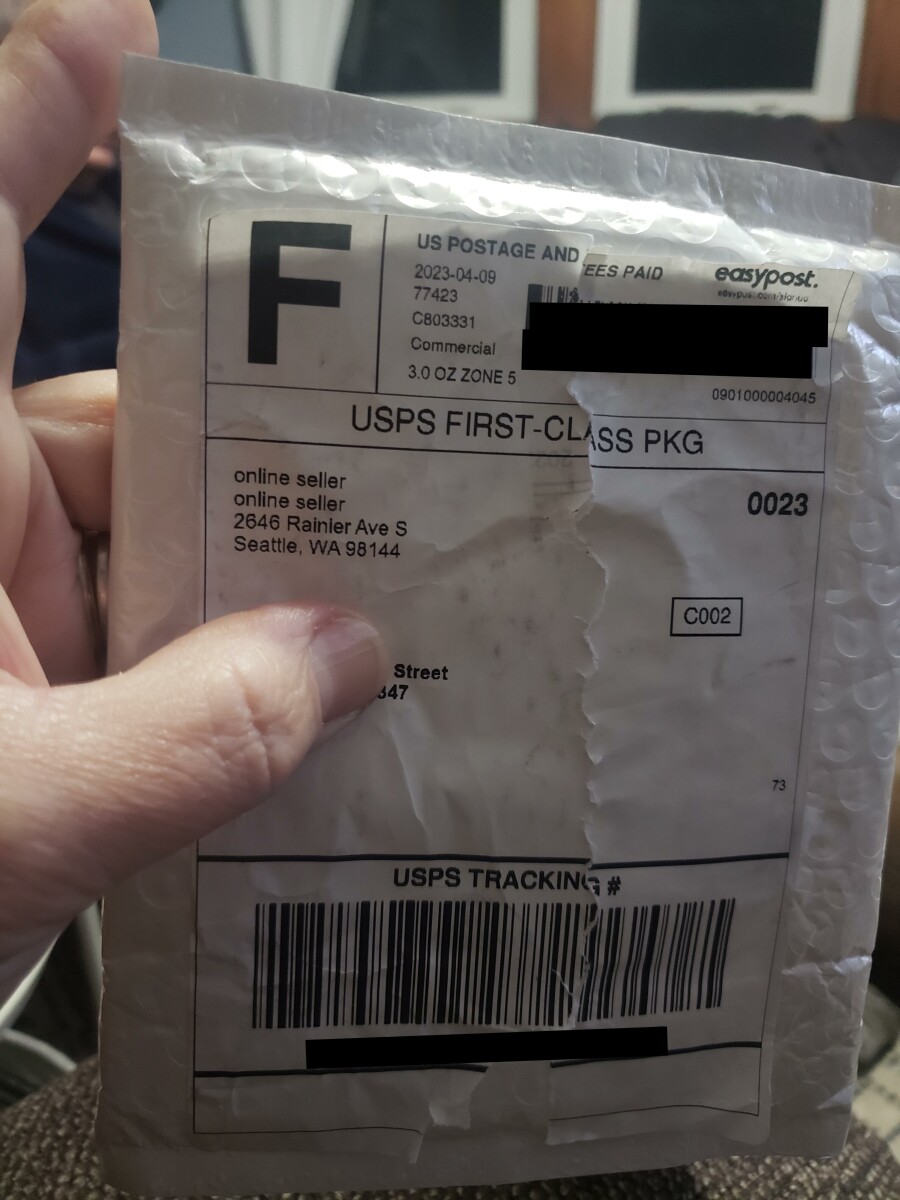 F
US POSTAGE AND
EES PAID
easypost.
2023-04-09
77423
C803331
Commercial
3.0 OZ ZONE 5
0901000004045
USPS FIRST-CLASS PKG
online seller
online seller
2646 Rainier Ave S
Seattle, WA 98144
0023
C002
Street
347
73
USPS TRACKING #